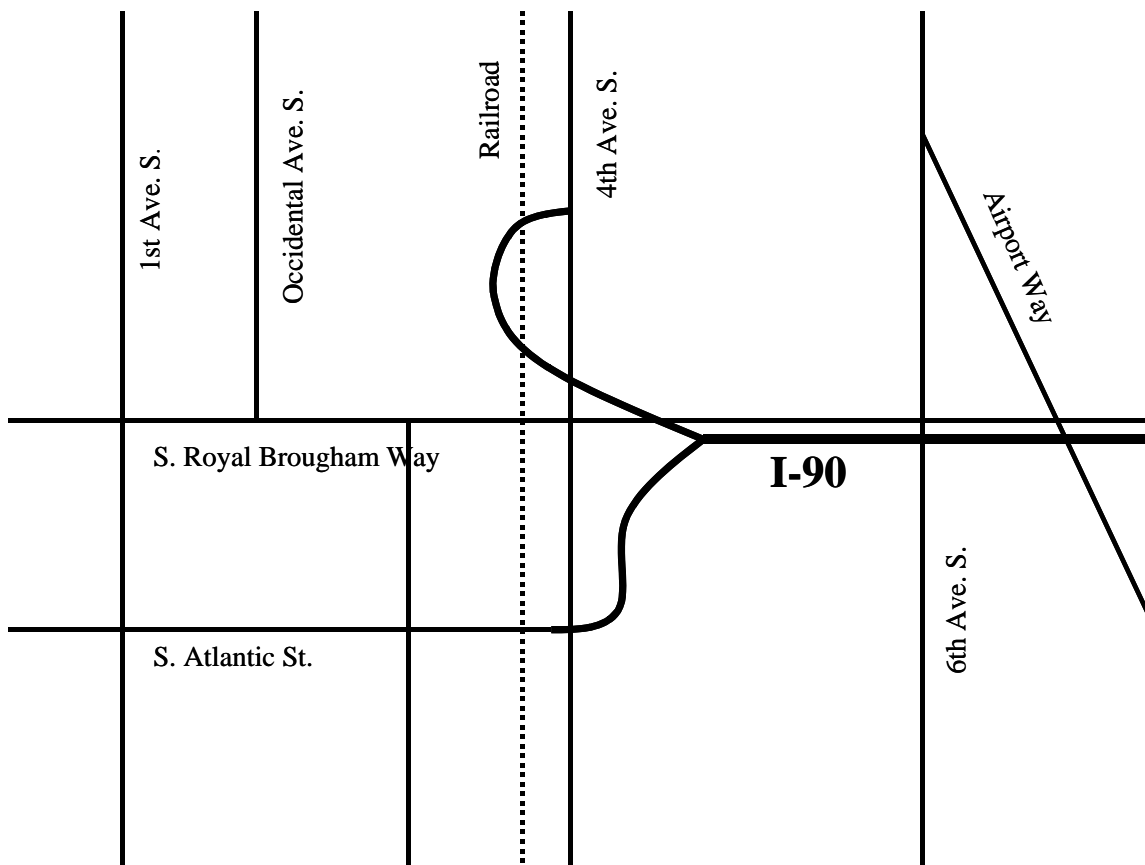 1st Ave. S.
Occidental Ave. S.
Railroad
4th Ave. S.
Airport Way
S. Royal Brougham Way
I-90
6th Ave. S.
S. Atlantic St.